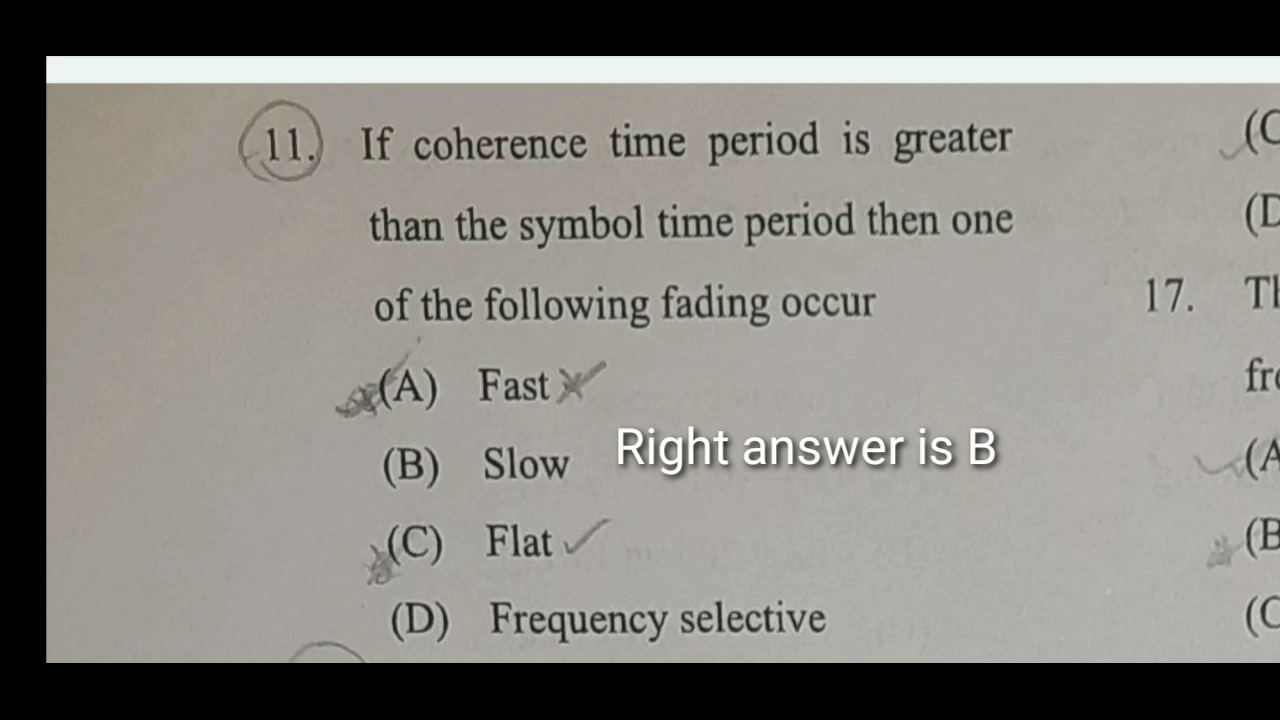 11. If coherence time period is greater
than the symbol time period then one
of the following fading occur
(A) Fast
(B) Slow
Right answer is B
(C) Flat
(D) Frequency selective
(C
(D
17.
(A
(B
(C